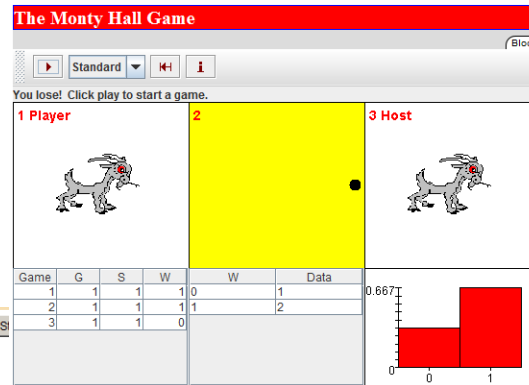 The Monty Hall Game
Bloc
Standard
You lose! Click play to start a game.
1 Player
2
3 Host
Game G S W
1 1 1 1
2 1 1 1
3 1 1 0
W Data
0 1
1 2
0.667
0
0 1
St